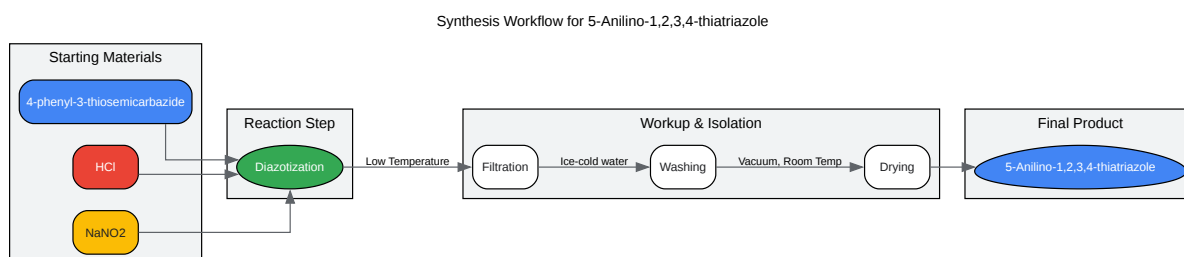 Synthesis Workflow for 5-Anilino-1,2,3,4-thiatriazole
Starting Materials
4-phenyl-3-thiosemicarbazide
HCl
NaNO2
Reaction Step
Diazotization
Low Temperature
Workup & Isolation
Filtration
Ice-cold water
Washing
Vacuum, Room Temp
Drying
Final Product
5-Anilino-1,2,3,4-thiatriazole